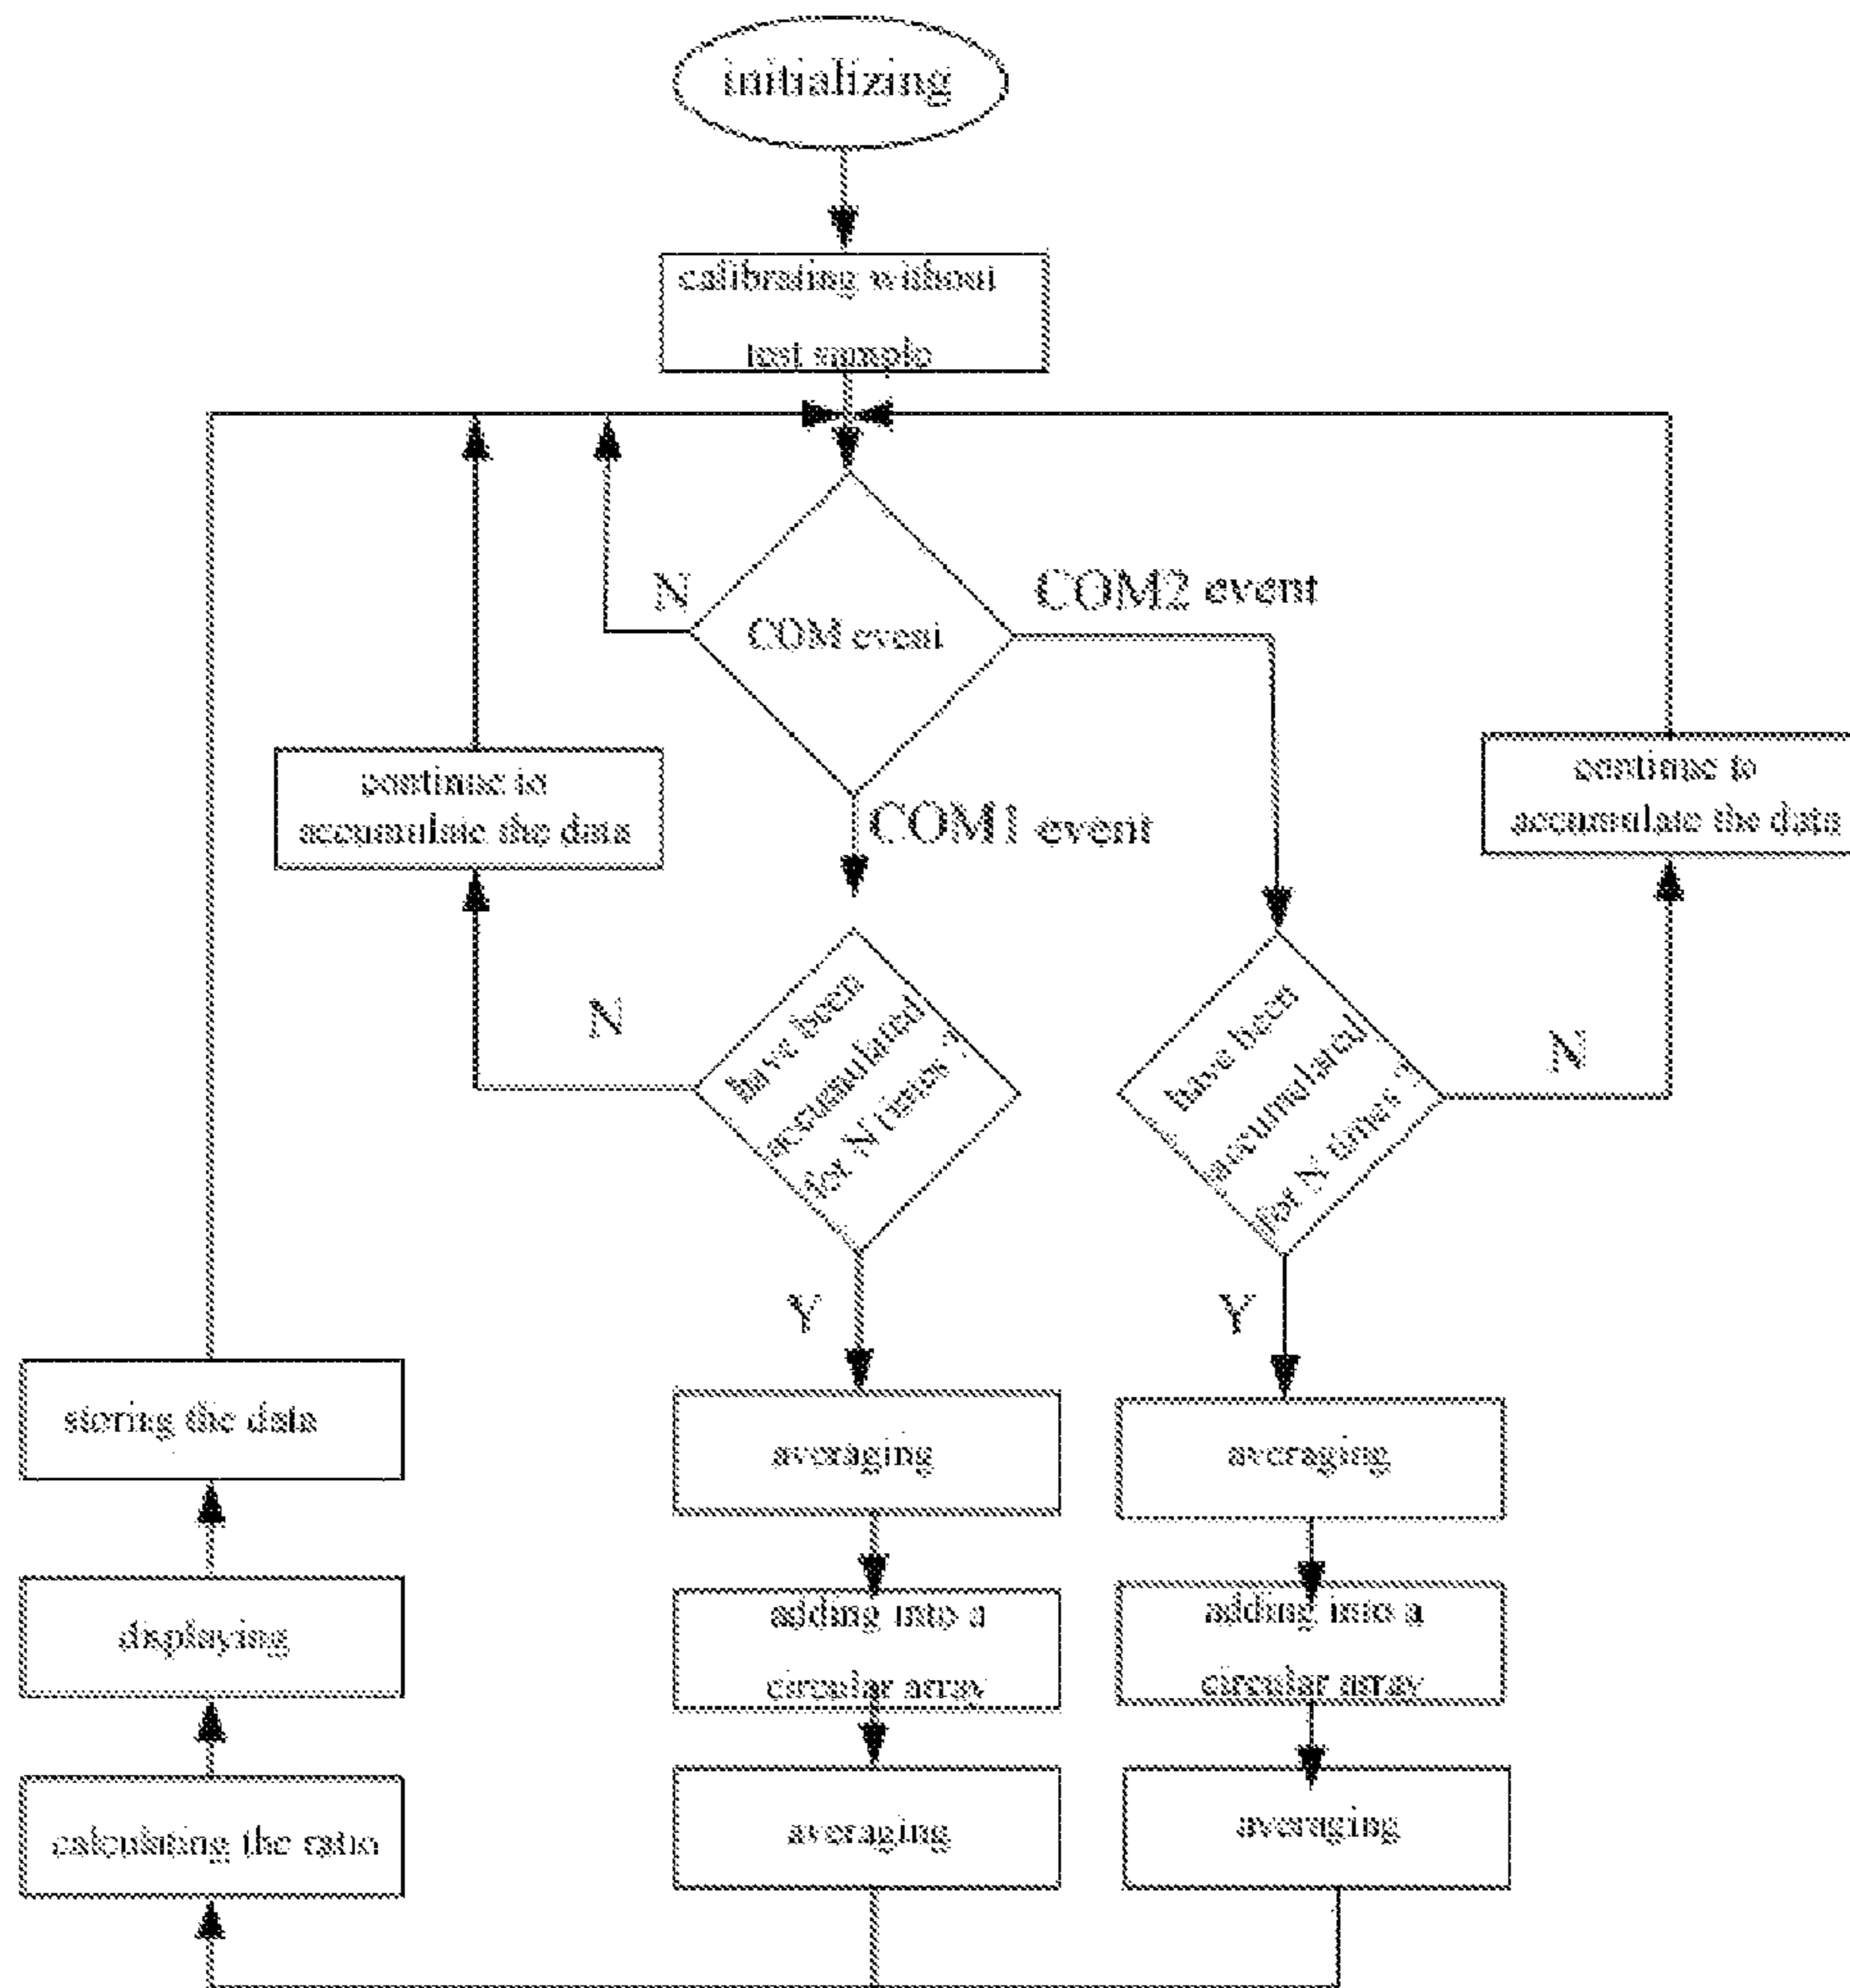 initializing
calibrating without
test sample
N
COM event
COM2 event
continue to
accumulate the data
COM1 event
continue to
accumulate the data
N
have been
accumulated
for N times ?
have been
accumulated
for N times ?
N
Y
Y
storing the data
averaging
averaging
displaying
adding into a
circular array
adding into a
circular array
calculating the ratio
averaging
averaging